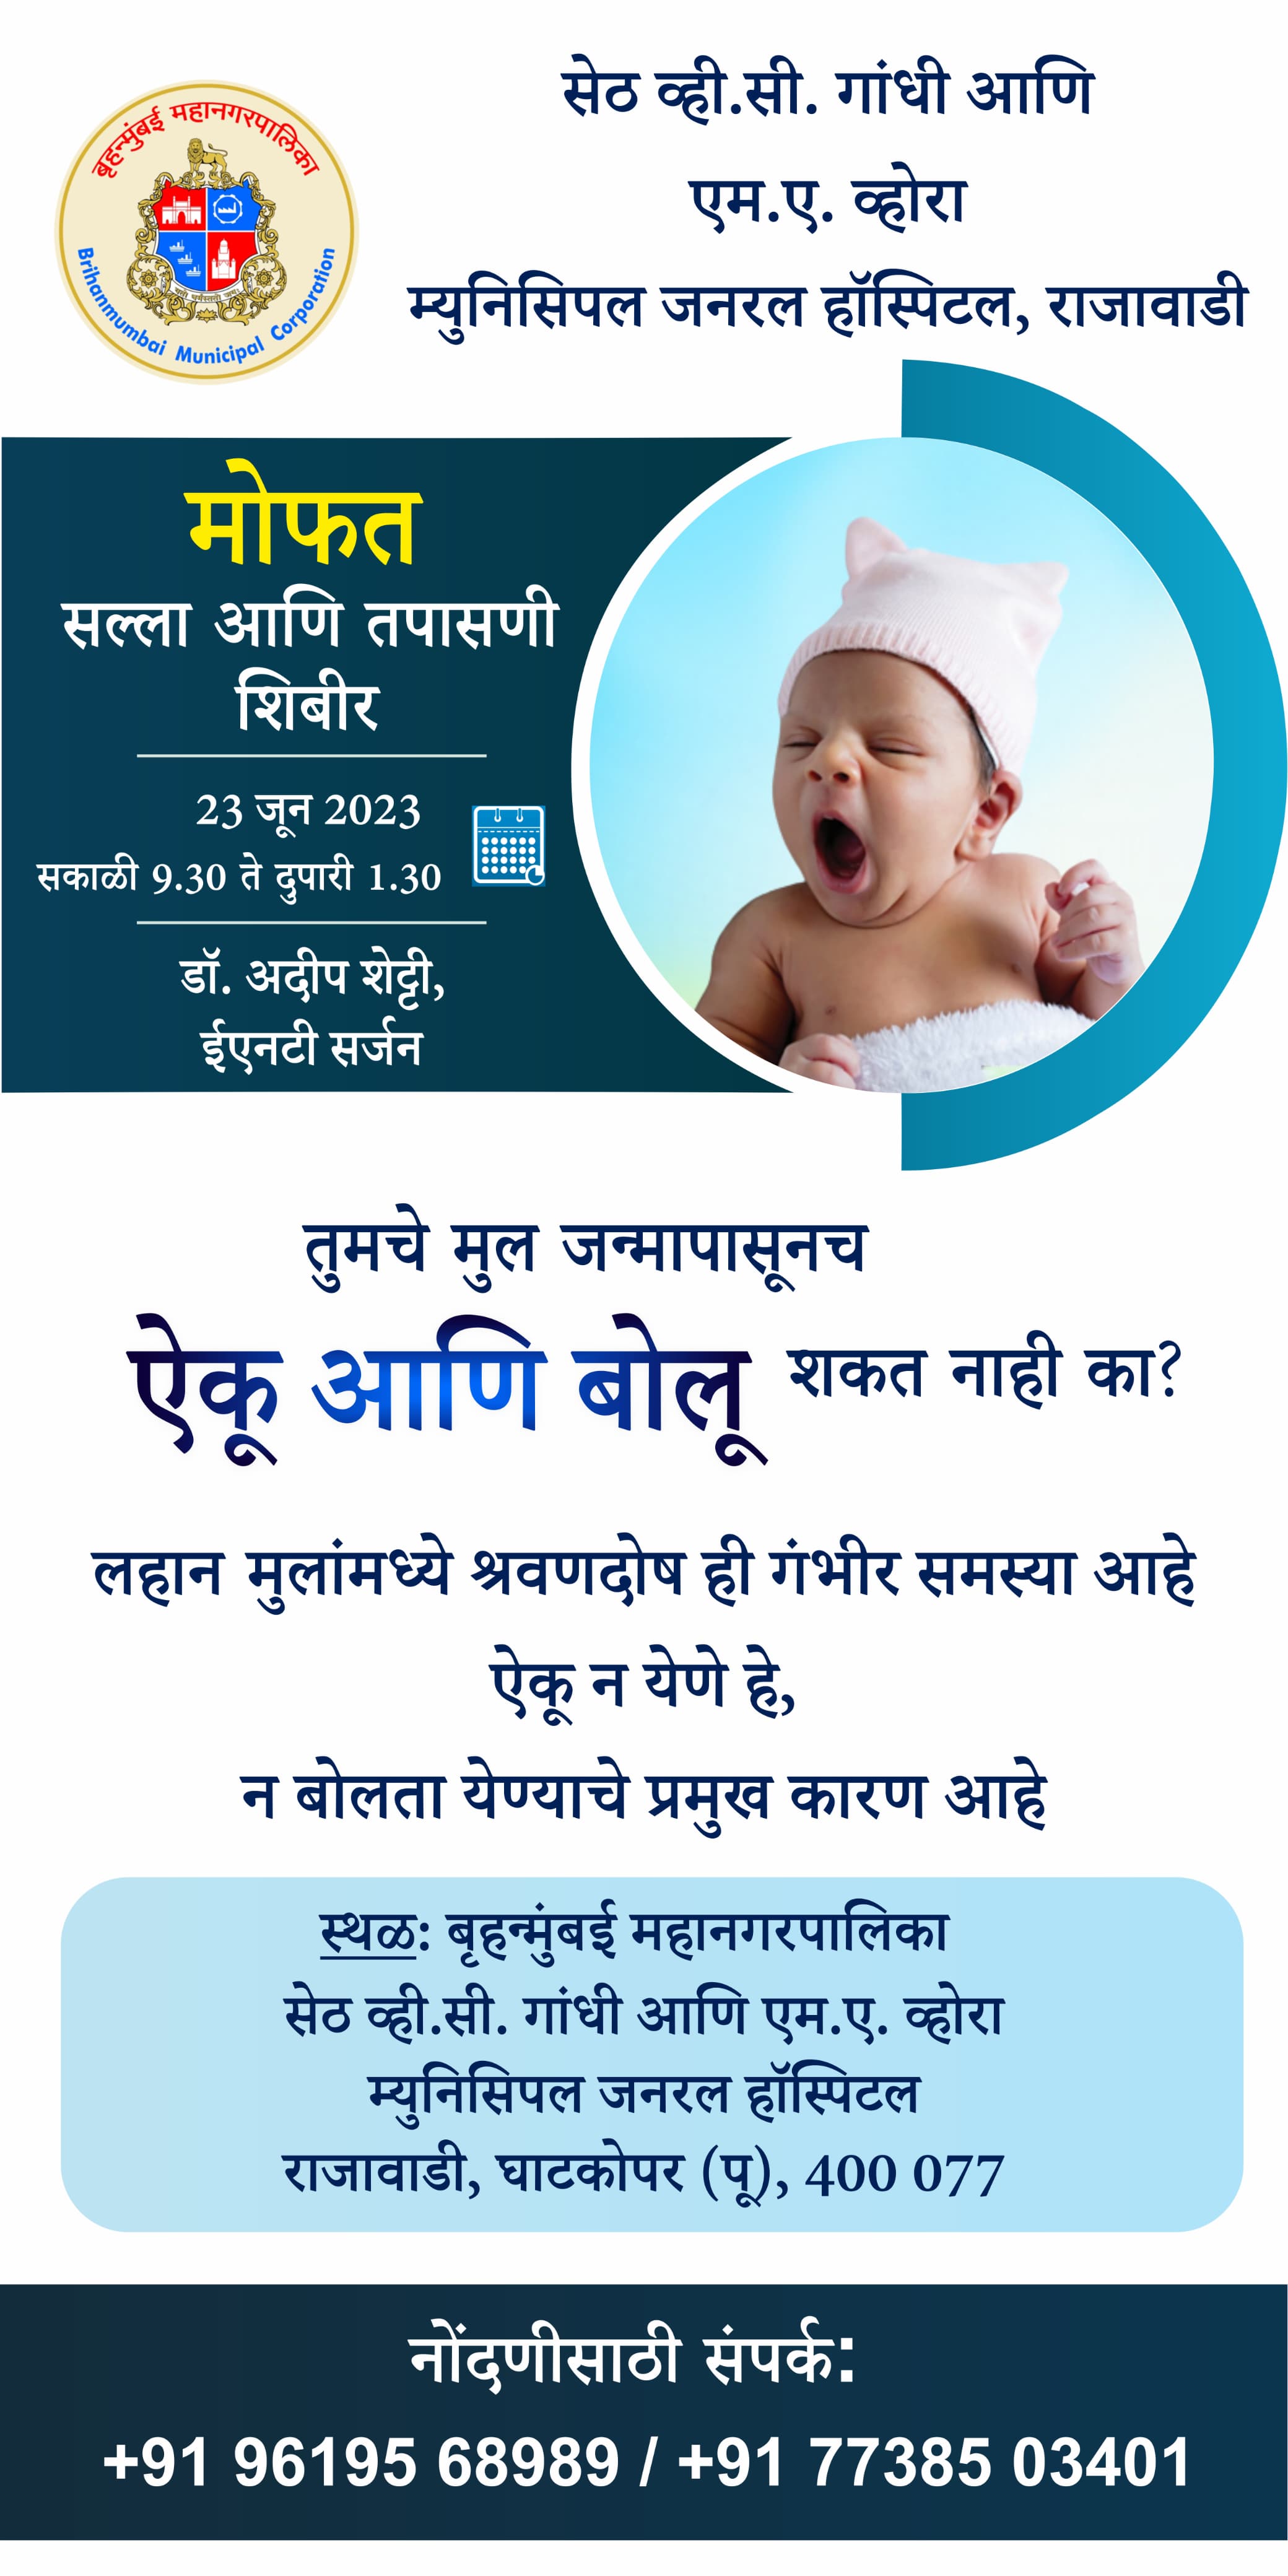 बृहन्मुंबई महानगरपालिका
Brihanmumbai Municipal Corporation
सेठ व्ही.सी. गांधी आणि
एम.ए. व्होरा
म्युनिसिपल जनरल हॉस्पिटल, राजावाडी
मोफत
सल्ला आणि तपासणी
शिबीर
23 जून 2023
सकाळी 9.30 ते दुपारी 1.30
डॉ. अदीप शेट्टी,
ईएनटी सर्जन
तुमचे मुल जन्मापासूनच
ऐकू आणि बोलू शकत नाही का?
लहान मुलांमध्ये श्रवणदोष ही गंभीर समस्या आहे
ऐकू न येणे हे,
न बोलता येण्याचे प्रमुख कारण आहे
स्थळ: बृहन्मुंबई महानगरपालिका
सेठ व्ही.सी. गांधी आणि एम.ए. व्होरा
म्युनिसिपल जनरल हॉस्पिटल
राजावाडी, घाटकोपर (पू), 400 077
नोंदणीसाठी संपर्क:
+91 96195 68989 / +91 77385 03401